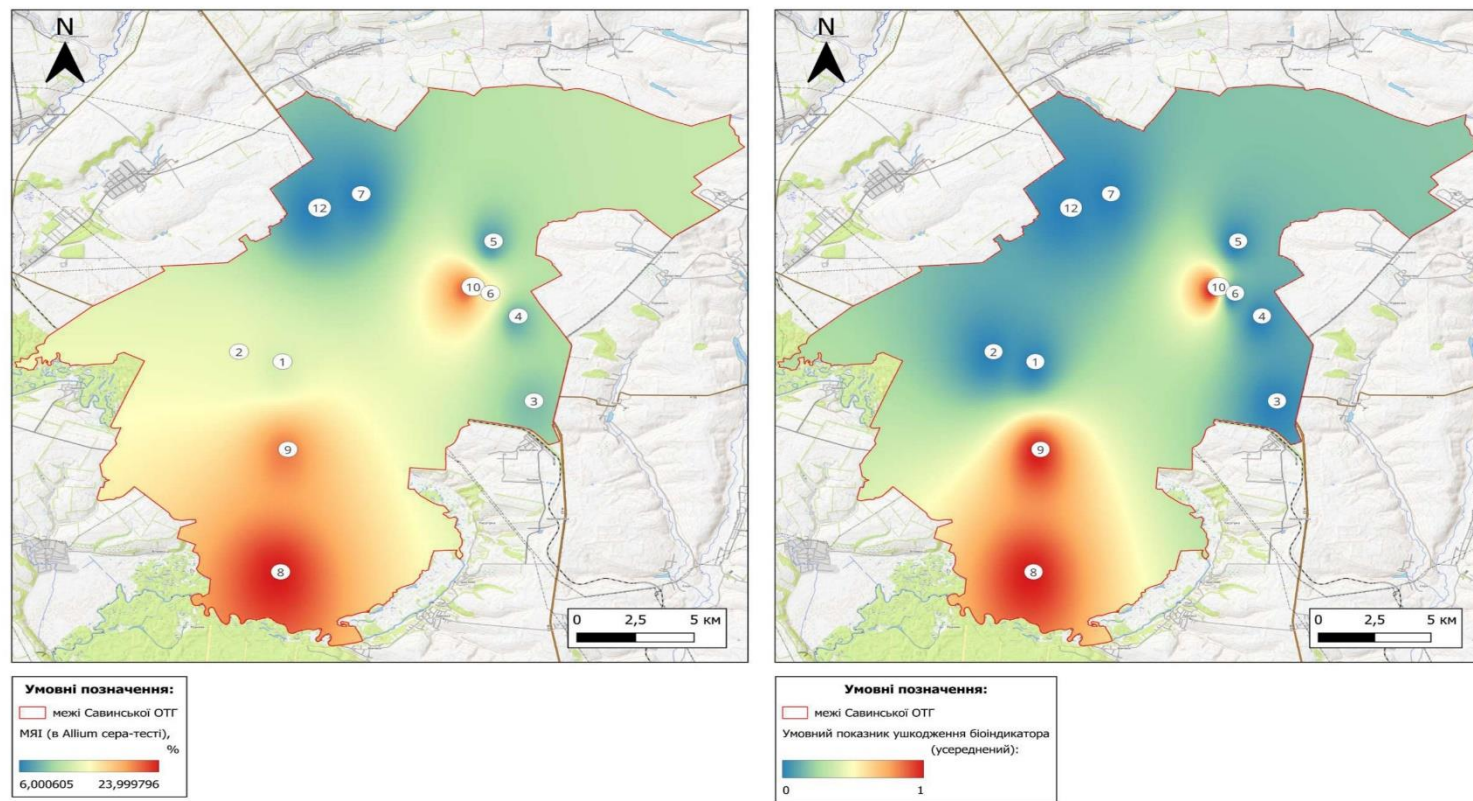 N
7
12
5
10
6
4
2
1
3
9
8
0 2,5 5 км
Умовні позначення:
межі Савинської ОТГ
МЯІ (в Allium cepa-тесті),
%
6,000605 23,999796
N
7
12
5
10
6
4
2
1
3
9
8
0 2,5 5 км
Умовні позначення:
межі Савинської ОТГ
Умовний показник ушкодження біоіндикатора
(усереднений):
0 1